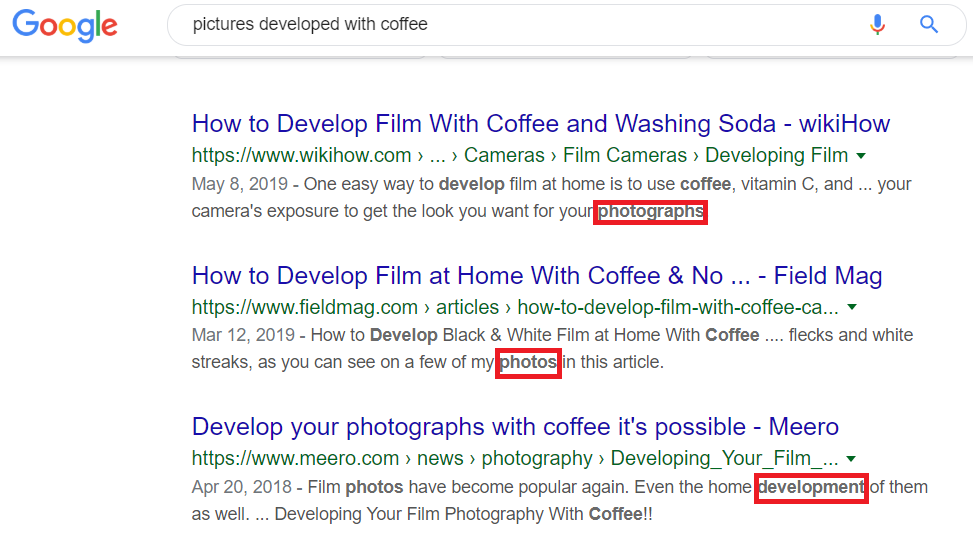 Google
pictures developed with coffee
How to Develop Film With Coffee and Washing Soda - wikiHow
https://www.wikihow.com › ... › Cameras › Film Cameras › Developing Film
May 8, 2019 - One easy way to develop film at home is to use coffee, vitamin C, and ... your
camera's exposure to get the look you want for your photographs
How to Develop Film at Home With Coffee & No ... - Field Mag
https://www.fieldmag.com › articles › how-to-develop-film-with-coffee-ca...
Mar 12, 2019 - How to Develop Black & White Film at Home With Coffee .... flecks and white
streaks, as you can see on a few of my photos in this article.
Develop your photographs with coffee it's possible - Meero
https://www.meero.com › news › photography › Developing_Your_Film_...
Apr 20, 2018 - Film photos have become popular again. Even the home development of them
as well. ... Developing Your Film Photography With Coffee!!